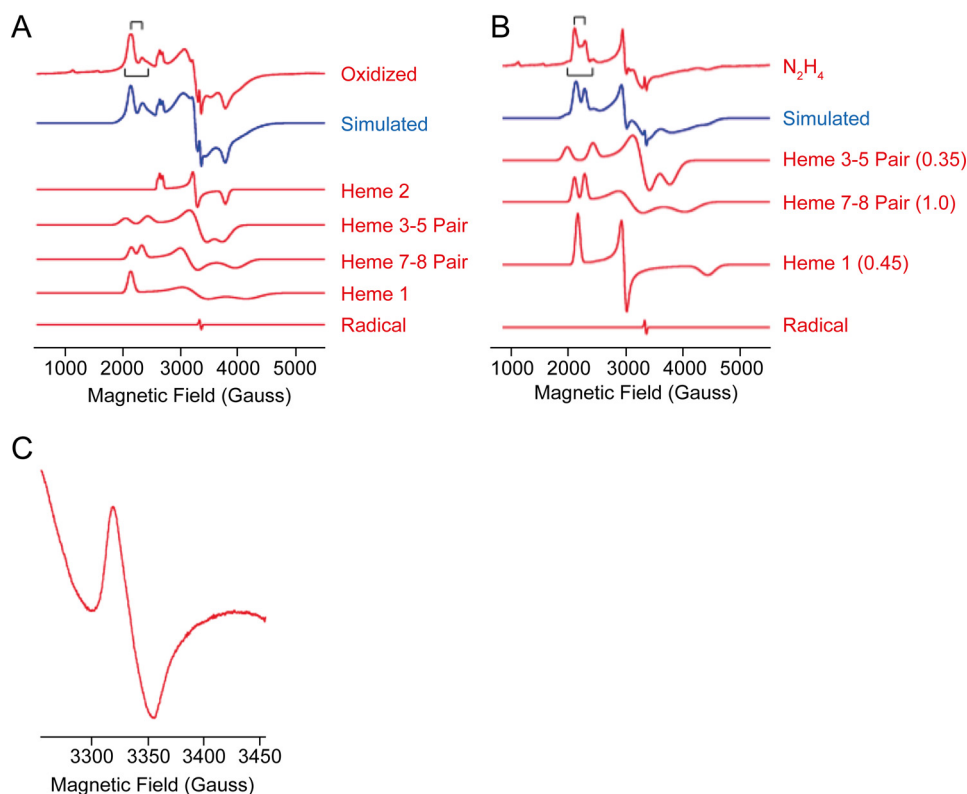 A
Oxidized
Simulated
Heme 2
Heme 3-5 Pair
Heme 7-8 Pair
Heme 1
Radical
1000 2000 3000 4000 5000
Magnetic Field (Gauss)
B
N₂H₄
Simulated
Heme 3-5 Pair (0.35)
Heme 7-8 Pair (1.0)
Heme 1 (0.45)
Radical
1000 2000 3000 4000 5000
Magnetic Field (Gauss)
C
3300 3350 3400 3450
Magnetic Field (Gauss)